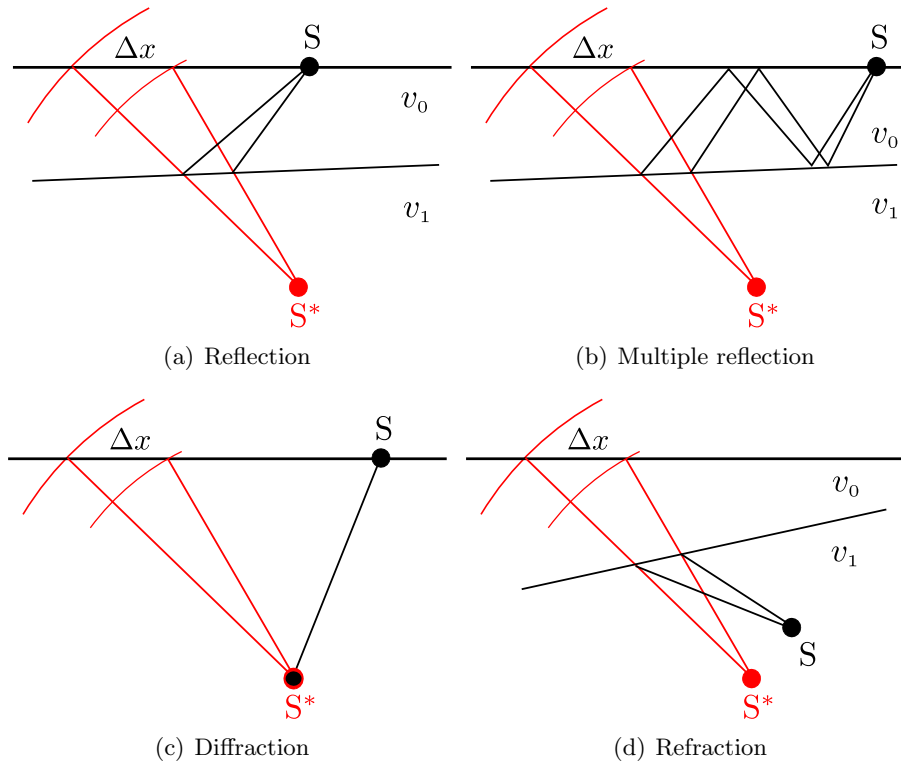 Δx S
v₀
v₁
S*
(a) Reflection
Δx S
v₀
v₁
S*
(b) Multiple reflection
Δx S
S*
(c) Diffraction
Δx
v₀
v₁
S
S*
(d) Refraction